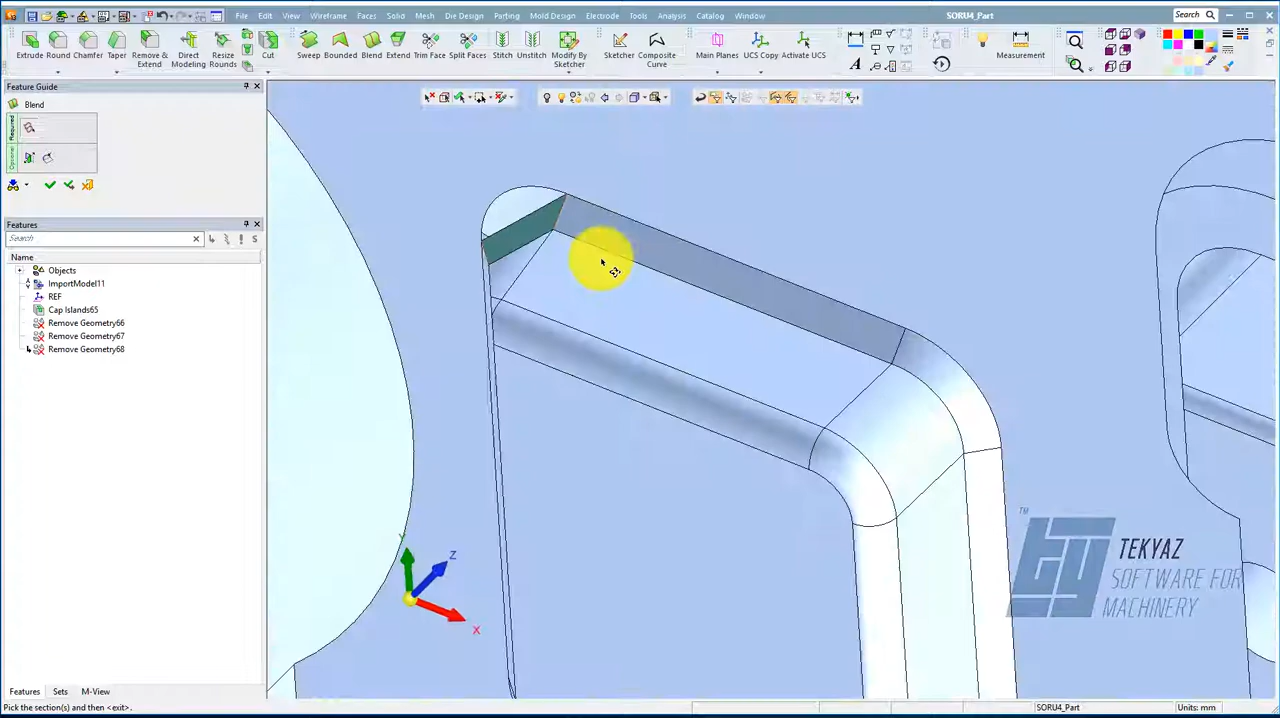 File Edit View Wireframe Faces Solid Mesh Die Design Parting Mold Design Electrode Tools Analysis Catalog Window SORU4_Part Search
Extrude Round Chamfer Taper Remove & Extend Direct Modeling Resize Rounds Cut Sweep Bounded Blend Extend Trim Face Split Stitch Unstitch Modify By Sketcher Sketcher Composite Curve Main Planes UCS Copy Activate UCS Measurement
Feature Guide
Blend
Required
Optional
Features
Search
Name
Objects
ImportModel11
REF
Cap Islands65
Remove Geometry66
Remove Geometry67
Remove Geometry68
Y
Z
X
TM
TEKYAZ
SOFTWARE FOR
MACHINERY
Features Sets M-View
Pick the section(s) and then <exit>. SORU4_Part Units: mm